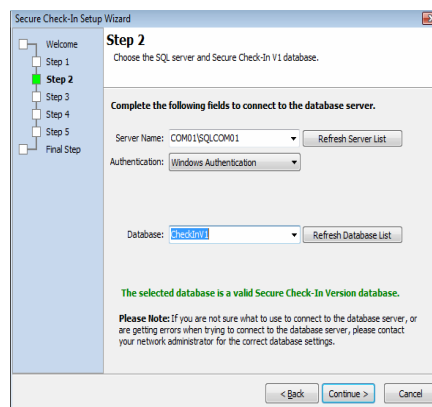 Secure Check-In Setup Wizard
Welcome
Step 1
Step 2
Step 3
Step 4
Step 5
Final Step
Step 2
Choose the SQL server and Secure Check-In V1 database.
Complete the following fields to connect to the database server.
Server Name: COM01\SQLCOM01 Refresh Server List
Authentication: Windows Authentication
Database: CheckInV1 Refresh Database List
The selected database is a valid Secure Check-In Version database.
Please Note: If you are not sure what to use to connect to the database server, or
are getting errors when trying to connect to the database server, please contact
your network administrator for the correct database settings.
< Back Continue > Cancel